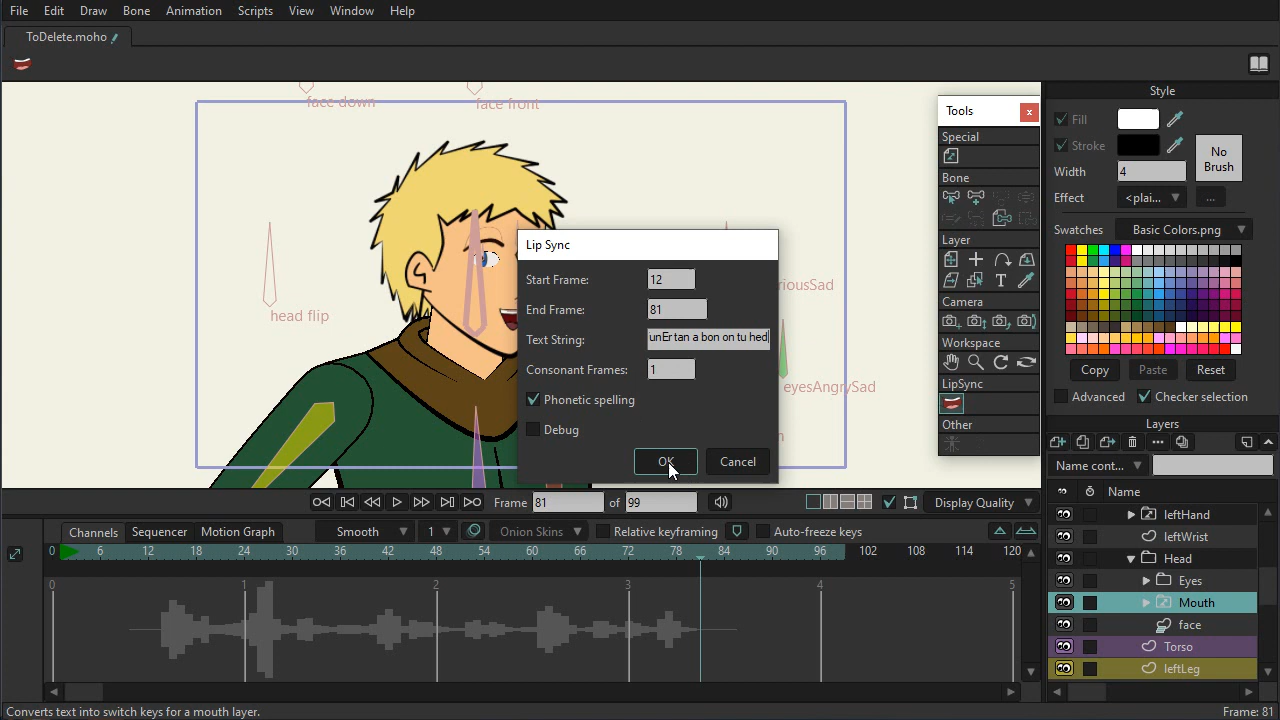 File Edit Draw Bone Animation Scripts View Window Help
ToDelete.moho
face down
face front
head flip
riousSad
eyesAngrySad
Lip Sync
Start Frame: 12
End Frame: 81
Text String: unEr tan a bon on tu hed
Consonant Frames: 1
Phonetic spelling
Debug
OK Cancel
Tools x
Special
Bone
Layer
T
Camera
Workspace
LipSync
Other
Style
Fill
Stroke
No Brush
Width 4
Effect <plai... ...
Swatches Basic Colors.png
Copy Paste Reset
Advanced Checker selection
Layers
Name cont...
Name
leftHand
leftWrist
Head
Eyes
Mouth
face
Torso
leftLeg
Frame 81 of 99 Display Quality
Channels Sequencer Motion Graph Smooth 1 Onion Skins Relative keyframing Auto-freeze keys
0 6 12 18 24 30 36 42 48 54 60 66 72 78 84 90 96 102 108 114 120
0 1 2 3 4 5
Converts text into switch keys for a mouth layer. Frame: 81